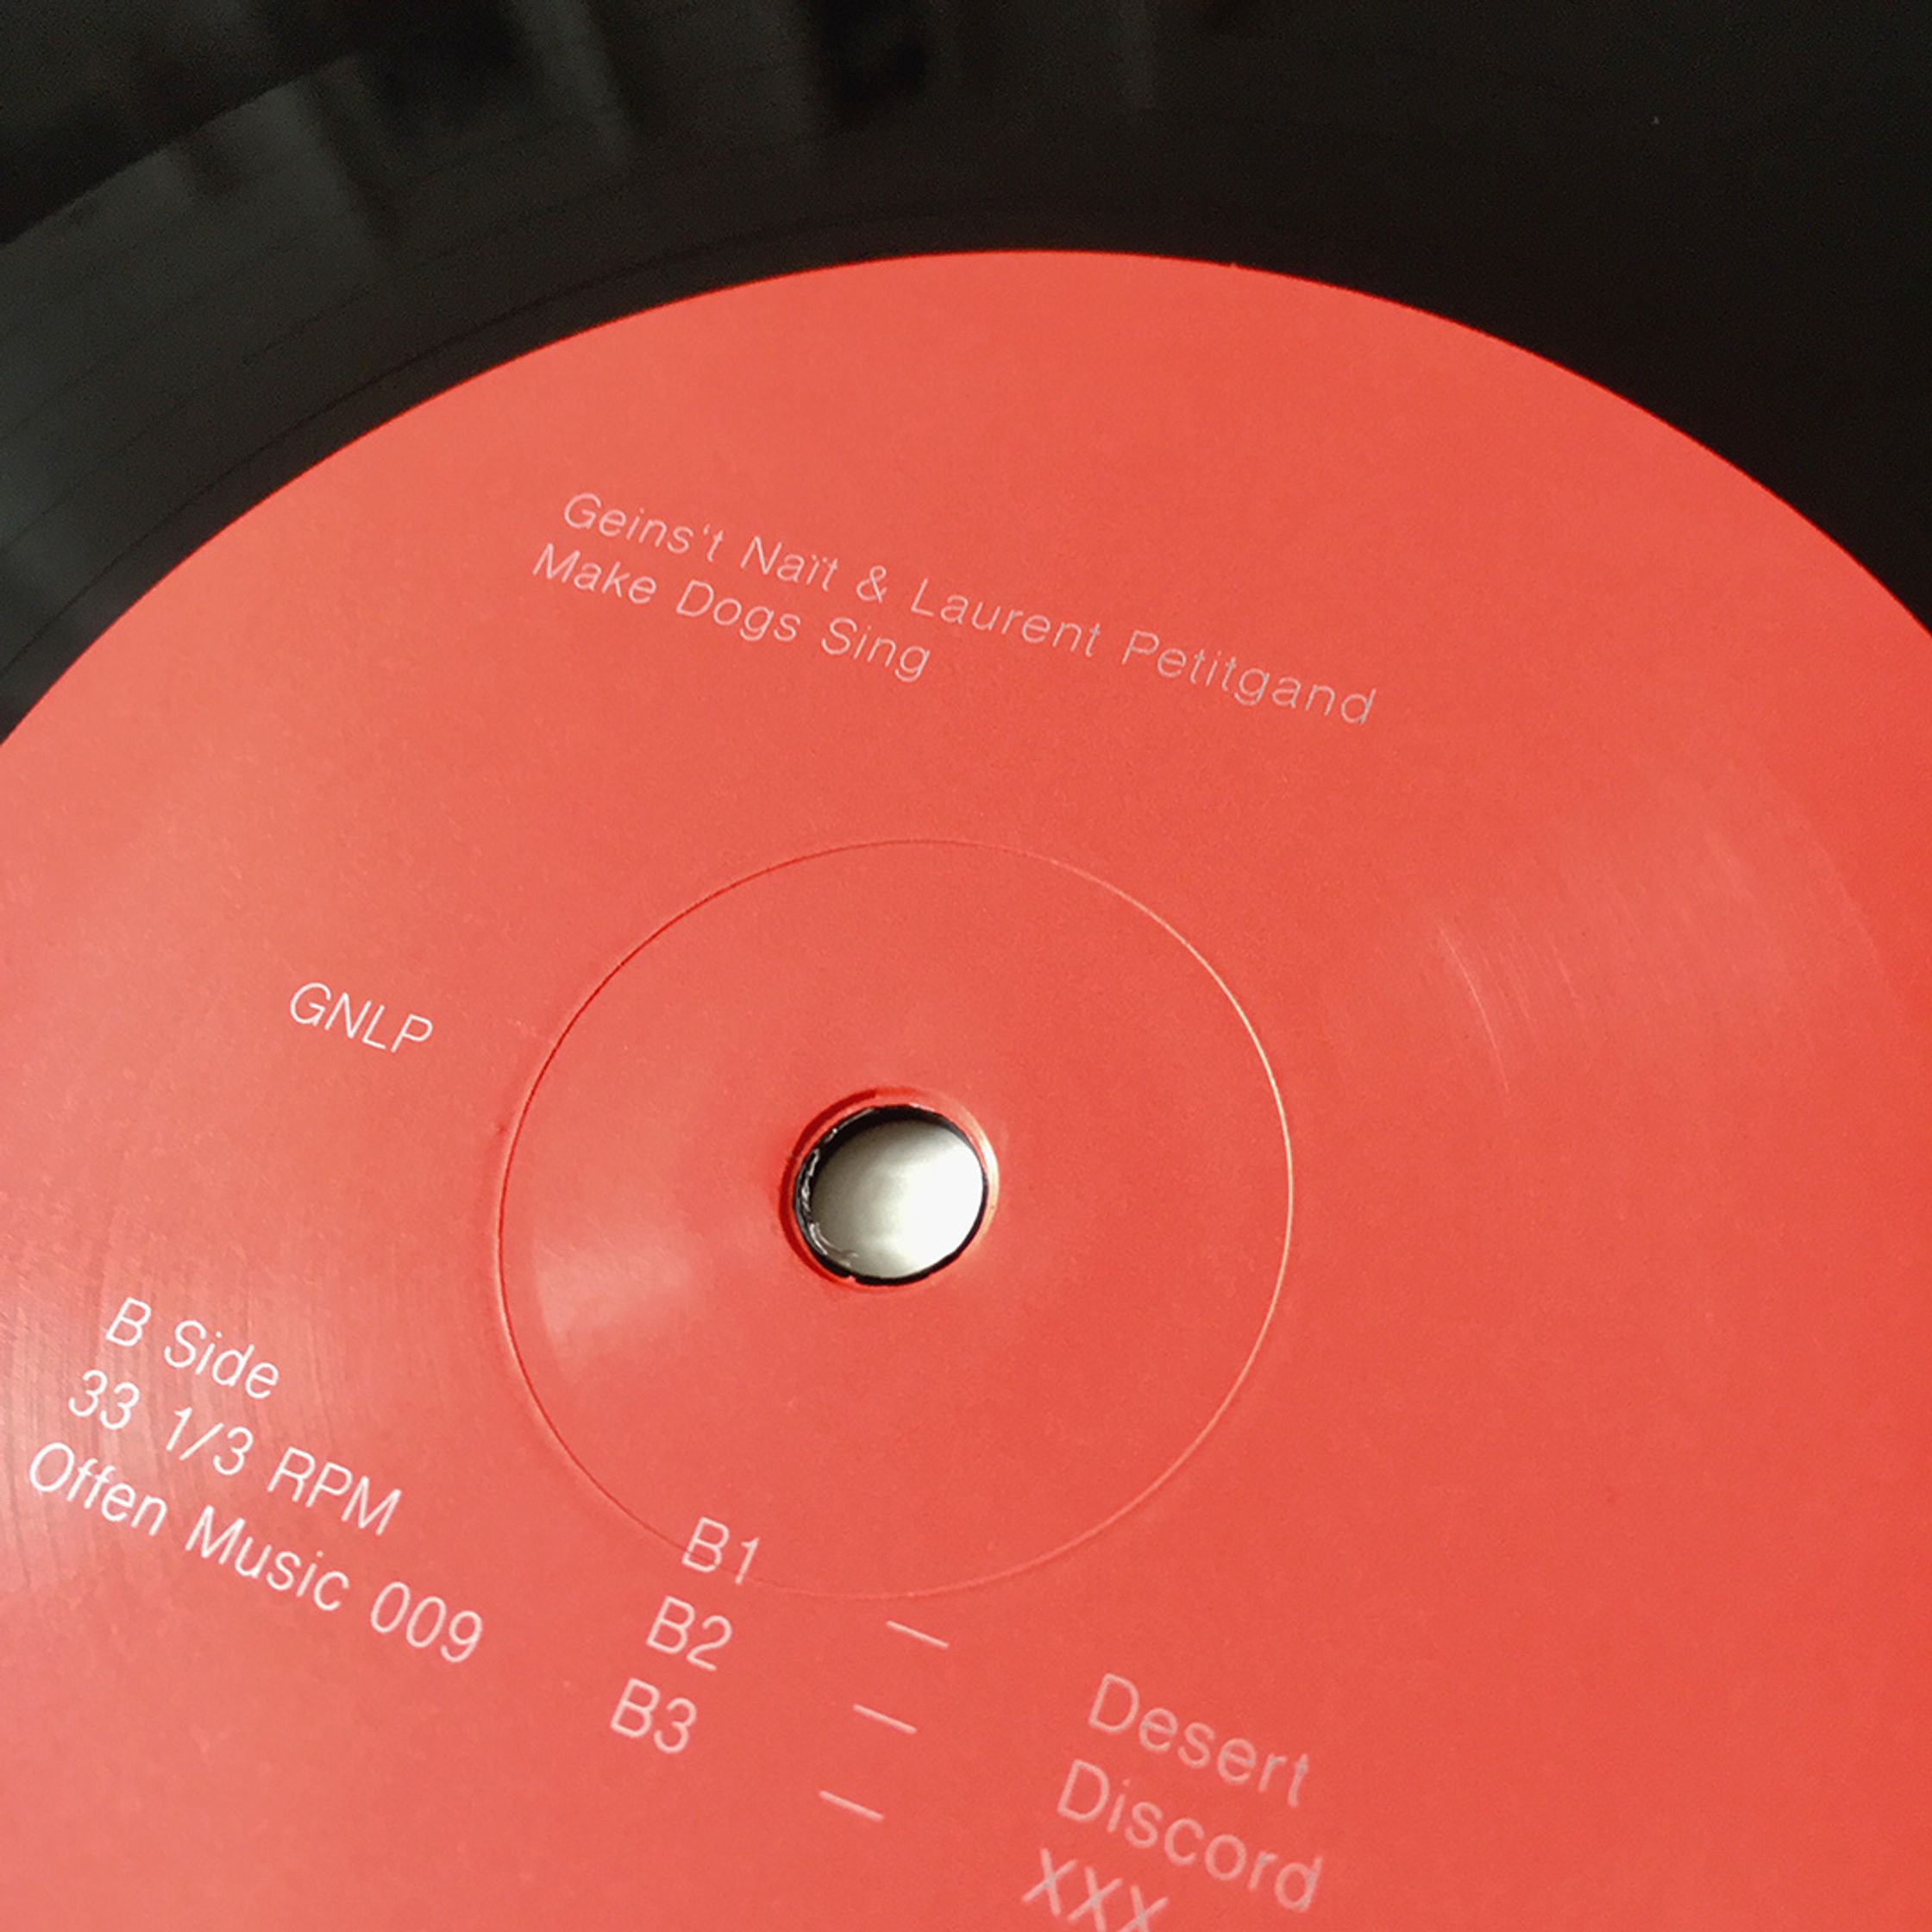 Geins‘t Naït & Laurent Petitgand
Make Dogs Sing
GNLP
B Side
33 1/3 RPM
Offen Music 009
B1 — Desert
B2 — Discord
B3 — XXX